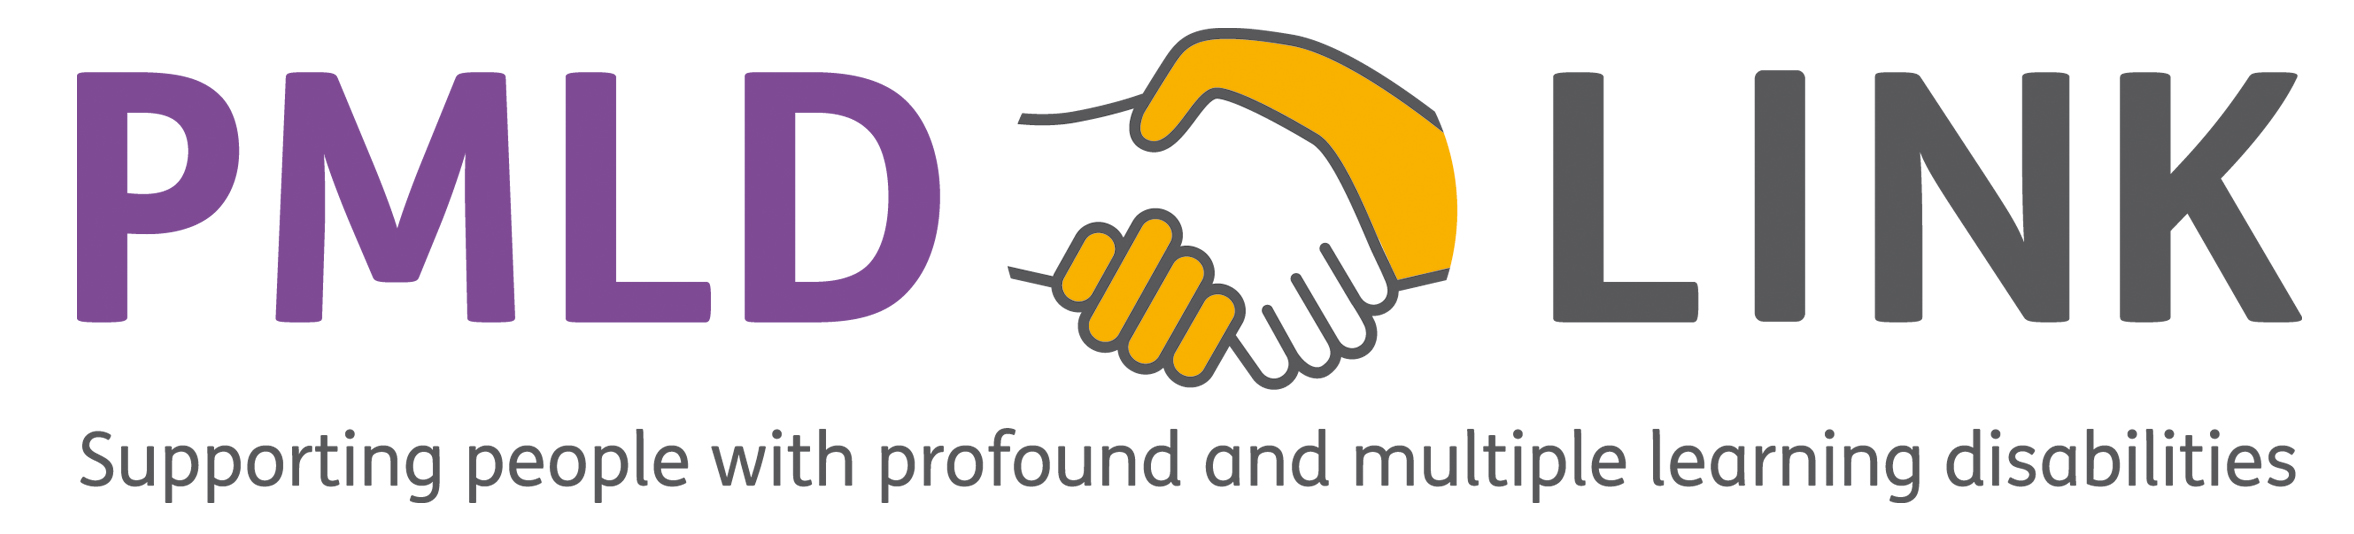 PMLD LINK
Supporting people with profound and multiple learning disabilities